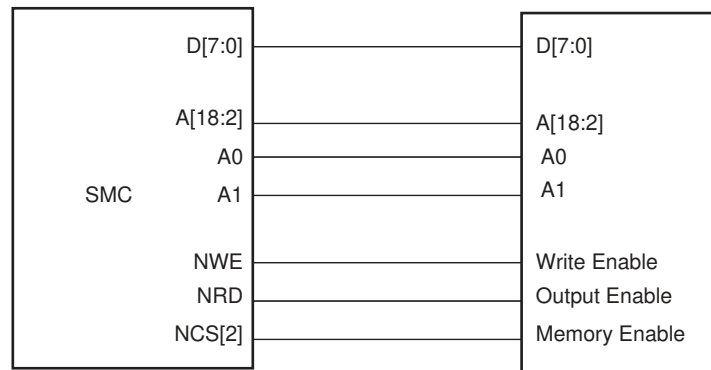 D[7:0] D[7:0]
A[18:2] A[18:2]
A0 A0
SMC A1 A1
NWE Write Enable
NRD Output Enable
NCS[2] Memory Enable